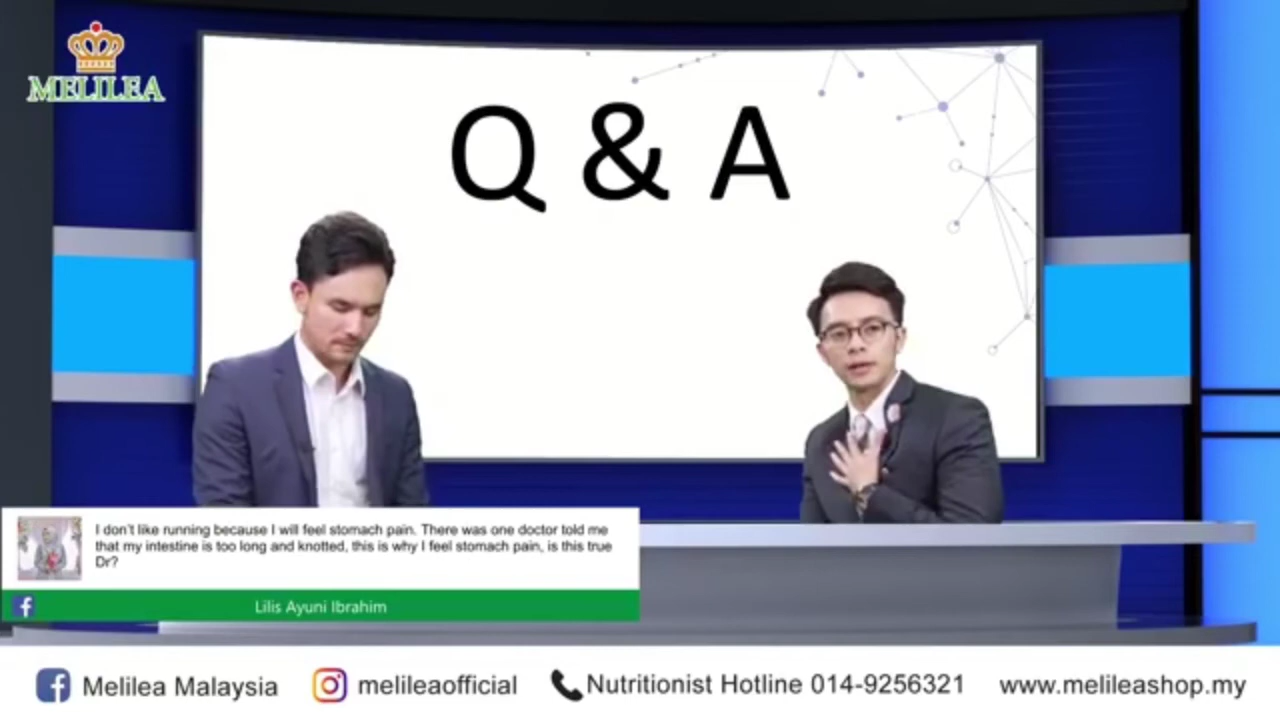 MELILEA
Q & A
I don't like running because I will feel stomach pain. There was one doctor told me
that my intestine is too long and knotted, this is why I feel stomach pain, is this true
Dr?
Lilis Ayuni Ibrahim
Melilea Malaysia
melileaofficial
Nutritionist Hotline 014-9256321
www.melileashop.my